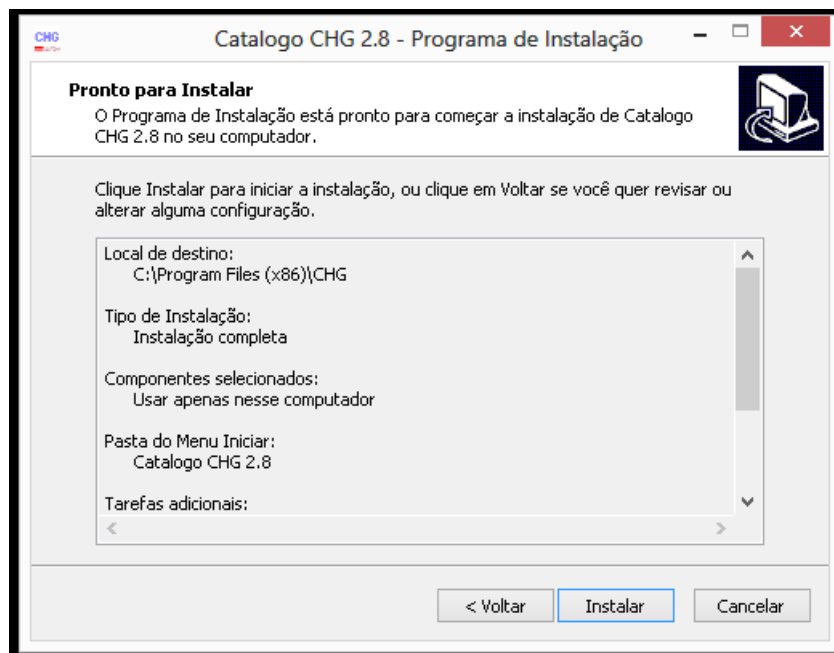 CHG
Catalogo CHG 2.8 - Programa de Instalação
Pronto para Instalar
O Programa de Instalação está pronto para começar a instalação de Catalogo
CHG 2.8 no seu computador.
Clique Instalar para iniciar a instalação, ou clique em Voltar se você quer revisar ou
alterar alguma configuração.
Local de destino:
C:\Program Files (x86)\CHG
Tipo de Instalação:
Instalação completa
Componentes selecionados:
Usar apenas nesse computador
Pasta do Menu Iniciar:
Catalogo CHG 2.8
Tarefas adicionais:
< Voltar
Instalar
Cancelar